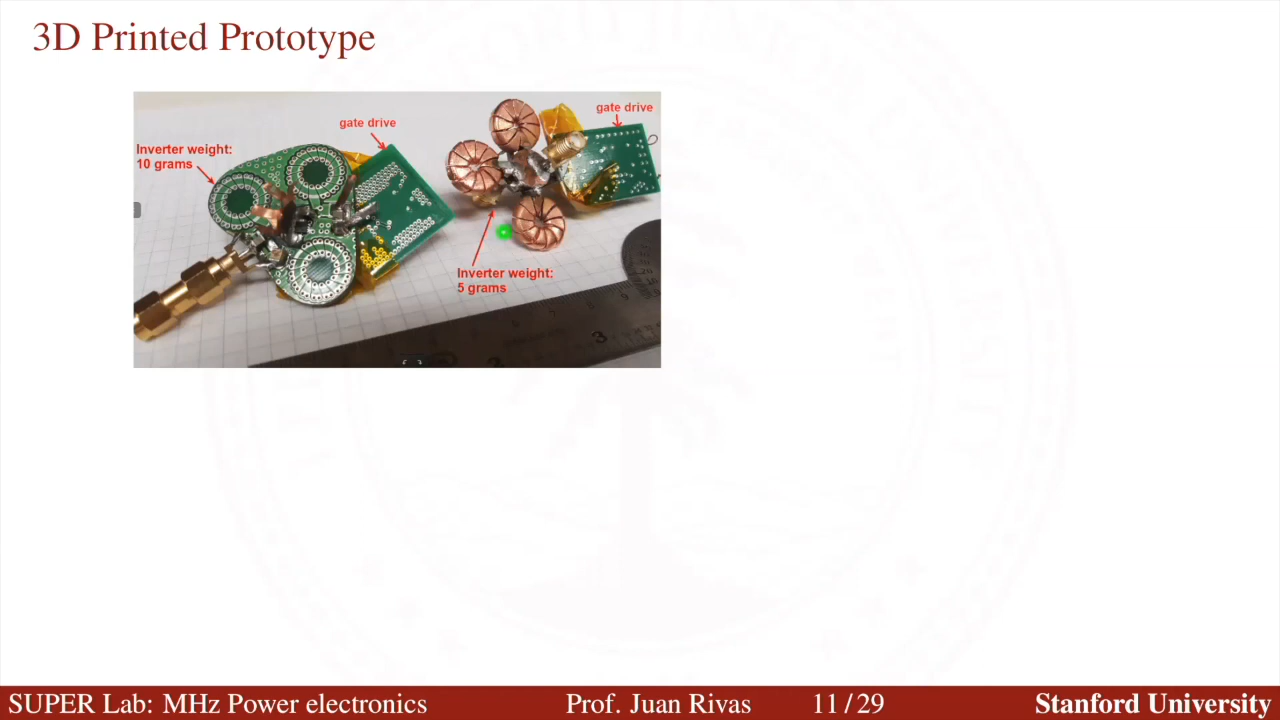 3D Printed Prototype
gate drive
gate drive
Inverter weight:
10 grams
Inverter weight:
5 grams
3
SUPER Lab: MHz Power electronics
Prof. Juan Rivas
11 / 29
Stanford University